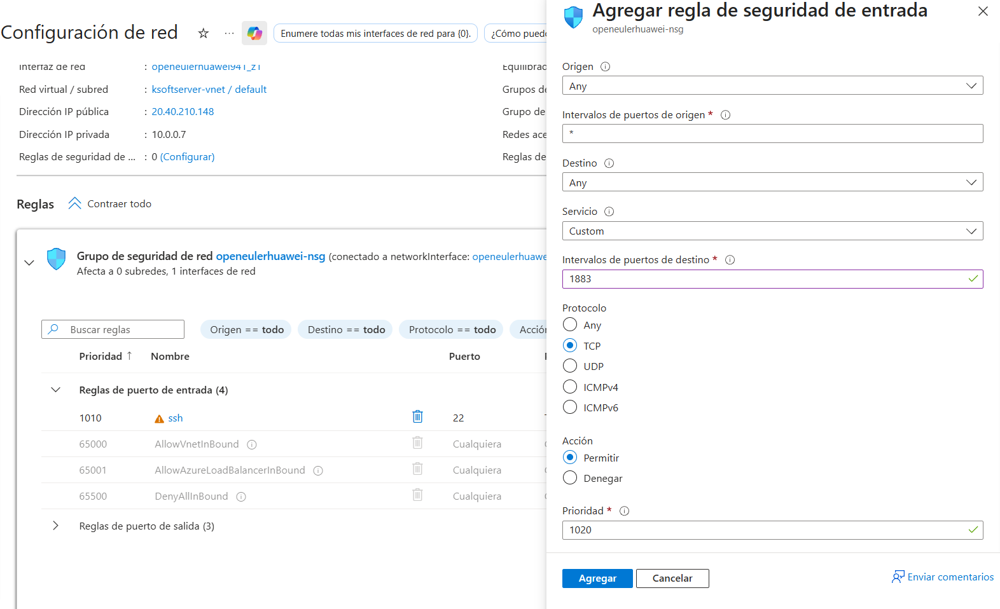 Configuración de red
Enumere todas mis interfaces de red para {0}.
¿Cómo puedo
Interfaz de red : openeulerhuawei941_z1
Red virtual / subred : ksoftserver-vnet / default
Dirección IP pública : 20.40.210.148
Dirección IP privada : 10.0.0.7
Reglas de seguridad de ... : 0 (Configurar)
Equilibrad
Grupos de
Grupo de
Redes ace
Reglas de
Reglas
Contraer todo
Grupo de seguridad de red openeulerhuawei-nsg (conectado a networkInterface: openeulerhuawe
Afecta a 0 subredes, 1 interfaces de red
Buscar reglas
Origen == todo
Destino == todo
Protocolo == todo
Acción
Prioridad ↑ Nombre Puerto
Reglas de puerto de entrada (4)
1010 ssh 22
65000 AllowVnetInBound Cualquiera
65001 AllowAzureLoadBalancerInBound Cualquiera
65500 DenyAllInBound Cualquiera
Reglas de puerto de salida (3)
Agregar regla de seguridad de entrada
openeulerhuawei-nsg
Origen
Any
Intervalos de puertos de origen *
*
Destino
Any
Servicio
Custom
Intervalos de puertos de destino *
1883
Protocolo
Any
TCP
UDP
ICMPv4
ICMPv6
Acción
Permitir
Denegar
Prioridad *
1020
Agregar
Cancelar
Enviar comentarios